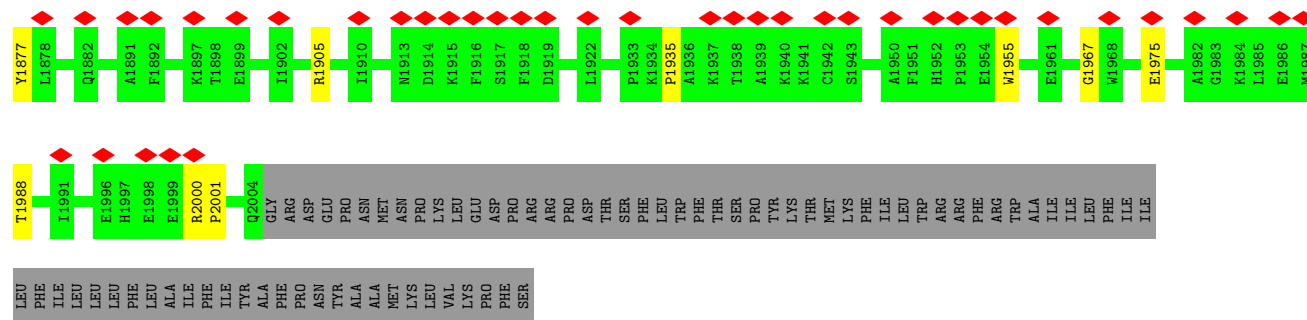 Y1877 L1878 Q1882 A1891 F1892 K1897 T1898 E1899 I1902 R1905 I1910 N1913 D1914 K1915 F1916 S1917 F1918 D1919 L1922 P1933 K1934 P1935 A1936 K1937 T1938 A1939 K1940 K1941 C1942 S1943 A1950 F1951 H1952 P1953 E1954 W1955 E1961 G1967 W1968 E1975 A1982 G1983 K1984 L1985 E1986 M1987
T1988 I1991 E1996 H1997 E1998 E1999 R2000 P2001 Q2004 GLY ARG ASP GLU PRO ASN MET ASN PRO LYS LEU GLU ASP PRO ARG ARG PRO ASP THR SER PHE LEU TRP PHE THR SER PRO TYR LYS THR MET LYS PHE ILE LEU TRP ARG ARG PHE ARG TRP ALA ILE ILE LEU PHE ILE ILE
LEU PHE ILE LEU LEU LEU PHE LEU ALA ILE PHE ILE TYR ALA PHE PRO ASN TYR ALA ALA MET LYS LEU VAL LYS PRO PHE SER